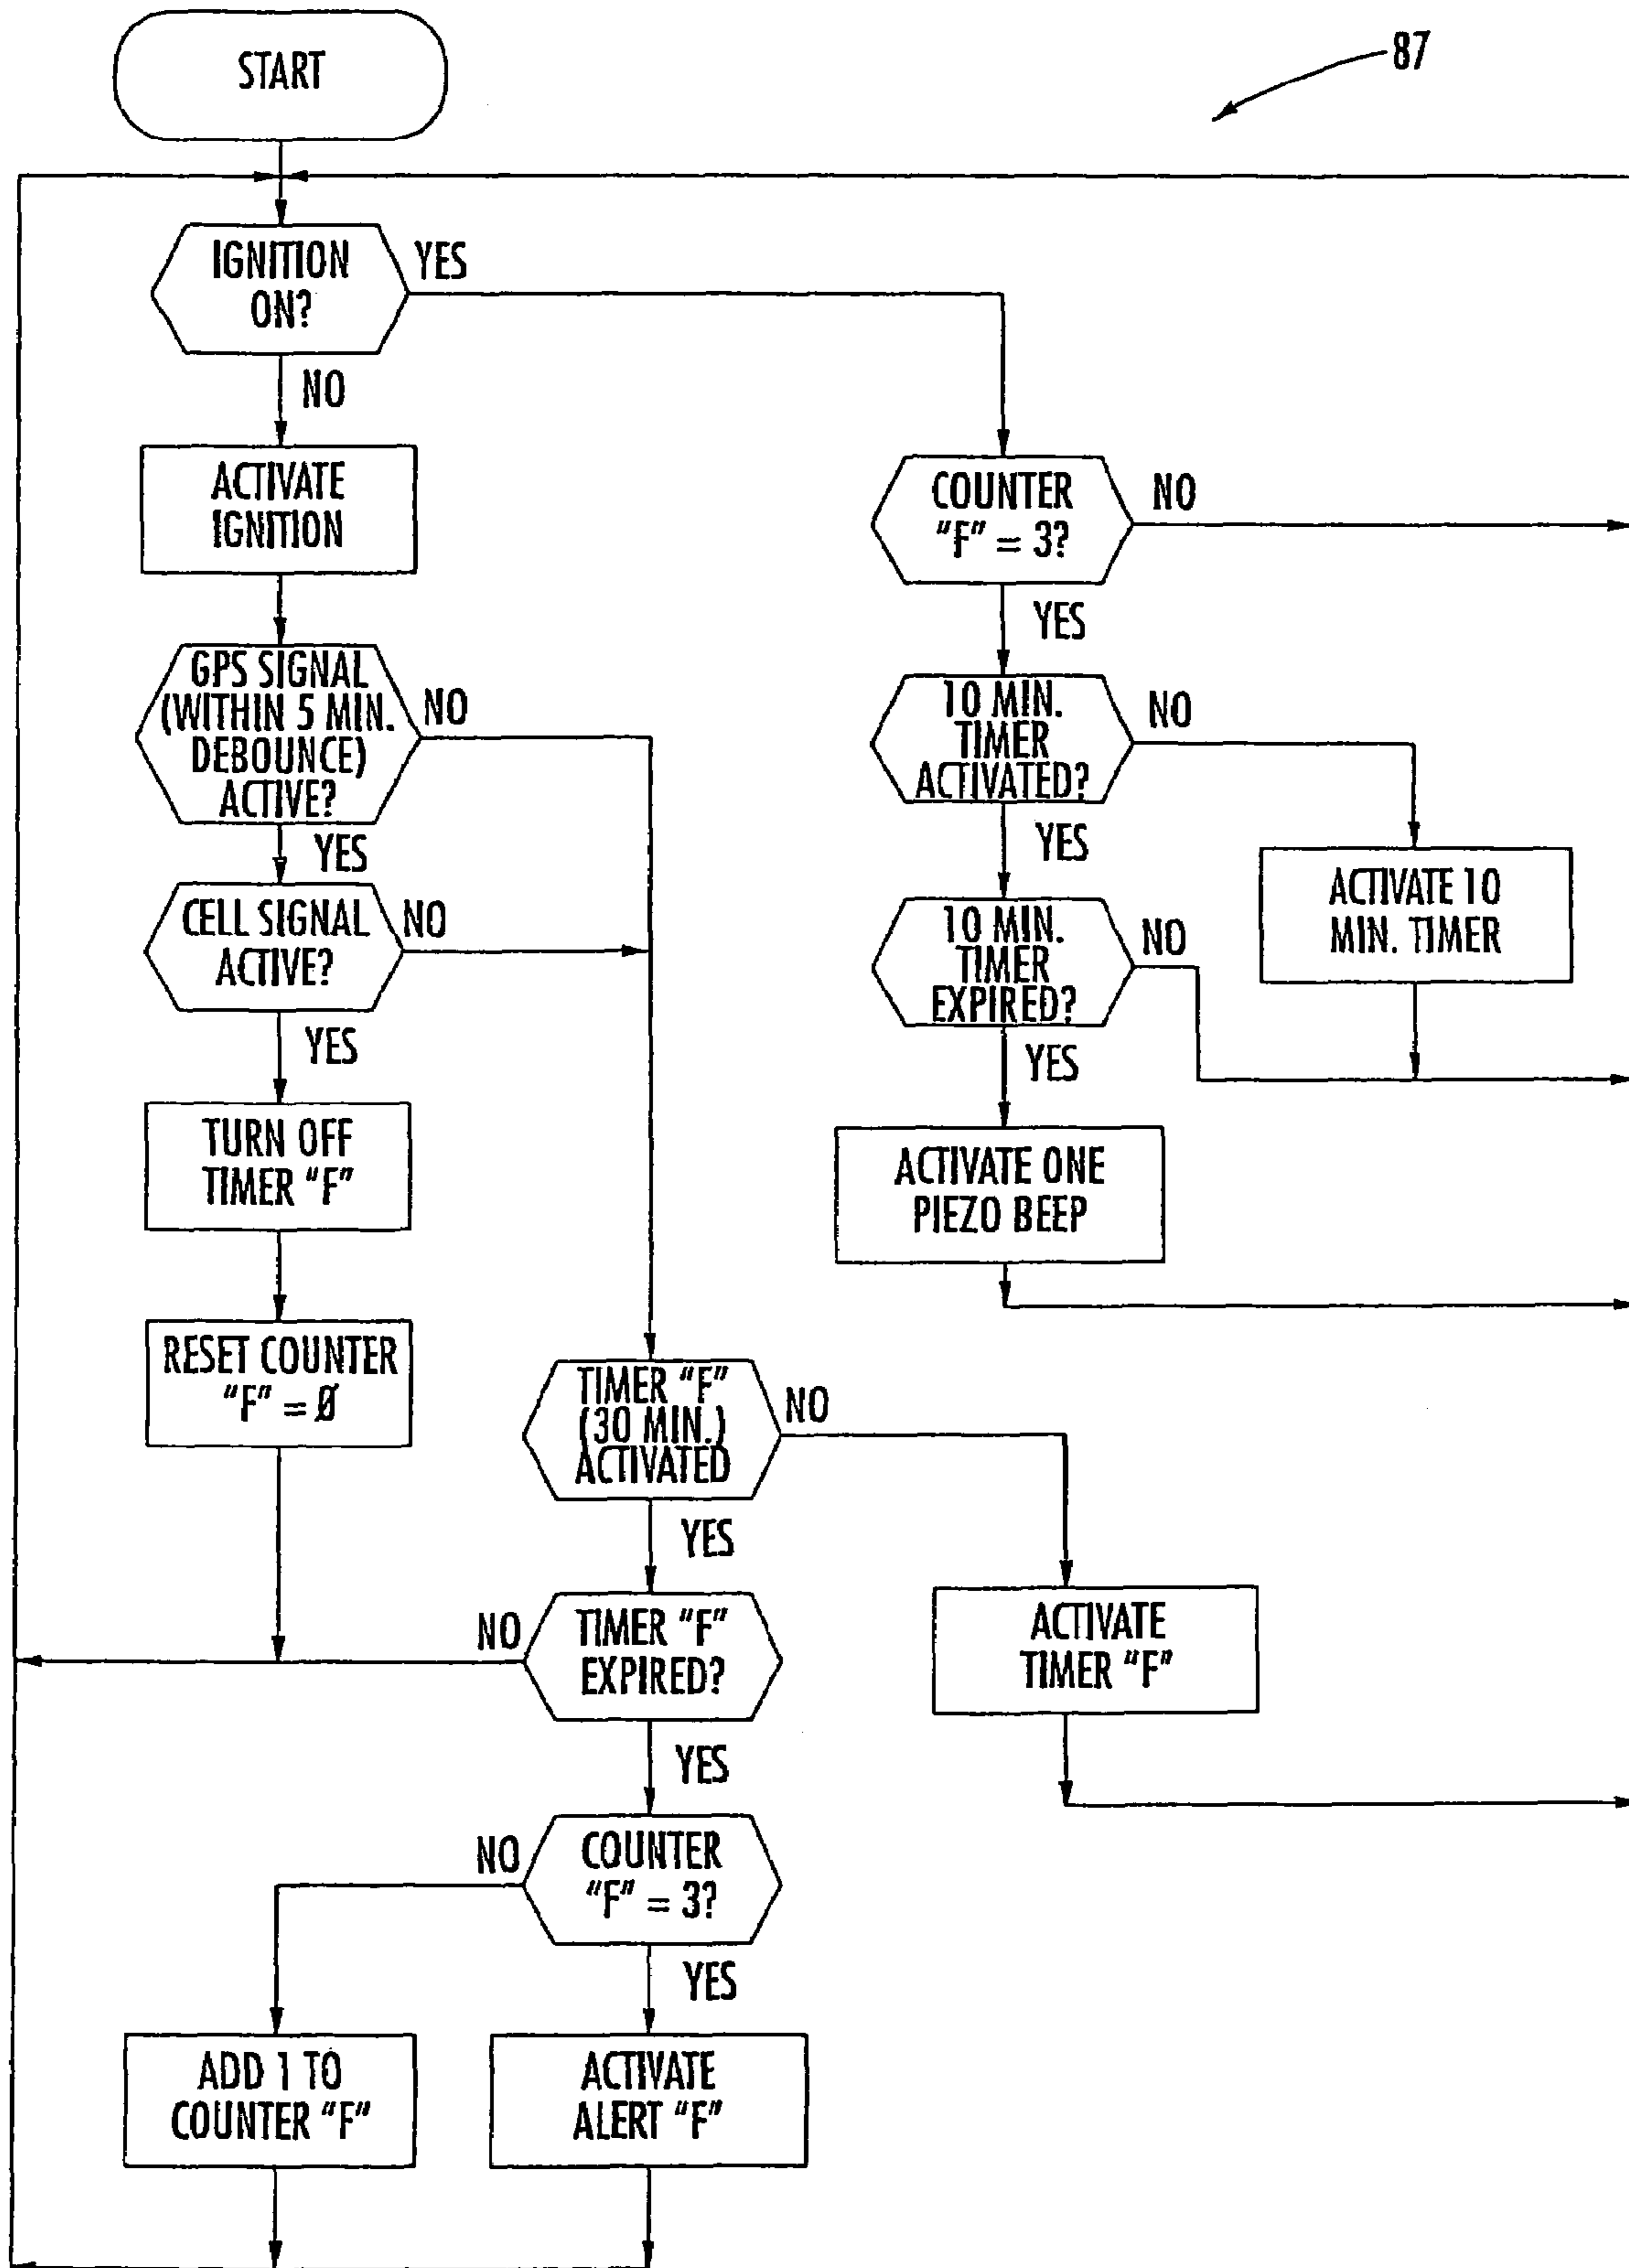 START
87
IGNITION
ON?
YES
NO
ACTIVATE
IGNITION
COUNTER
"F" = 3?
NO
YES
GPS SIGNAL
(WITHIN 5 MIN.
DEBOUNCE)
ACTIVE?
NO
YES
10 MIN.
TIMER
ACTIVATED?
NO
YES
ACTIVATE 10
MIN. TIMER
CELL SIGNAL
ACTIVE?
NO
YES
10 MIN.
TIMER
EXPIRED?
NO
YES
TURN OFF
TIMER "F"
ACTIVATE ONE
PIEZO BEEP
RESET COUNTER
"F" = Ø
TIMER "F"
(30 MIN.)
ACTIVATED
NO
YES
TIMER "F"
EXPIRED?
NO
YES
ACTIVATE
TIMER "F"
COUNTER
"F" = 3?
NO
YES
ADD 1 TO
COUNTER "F"
ACTIVATE
ALERT "F"